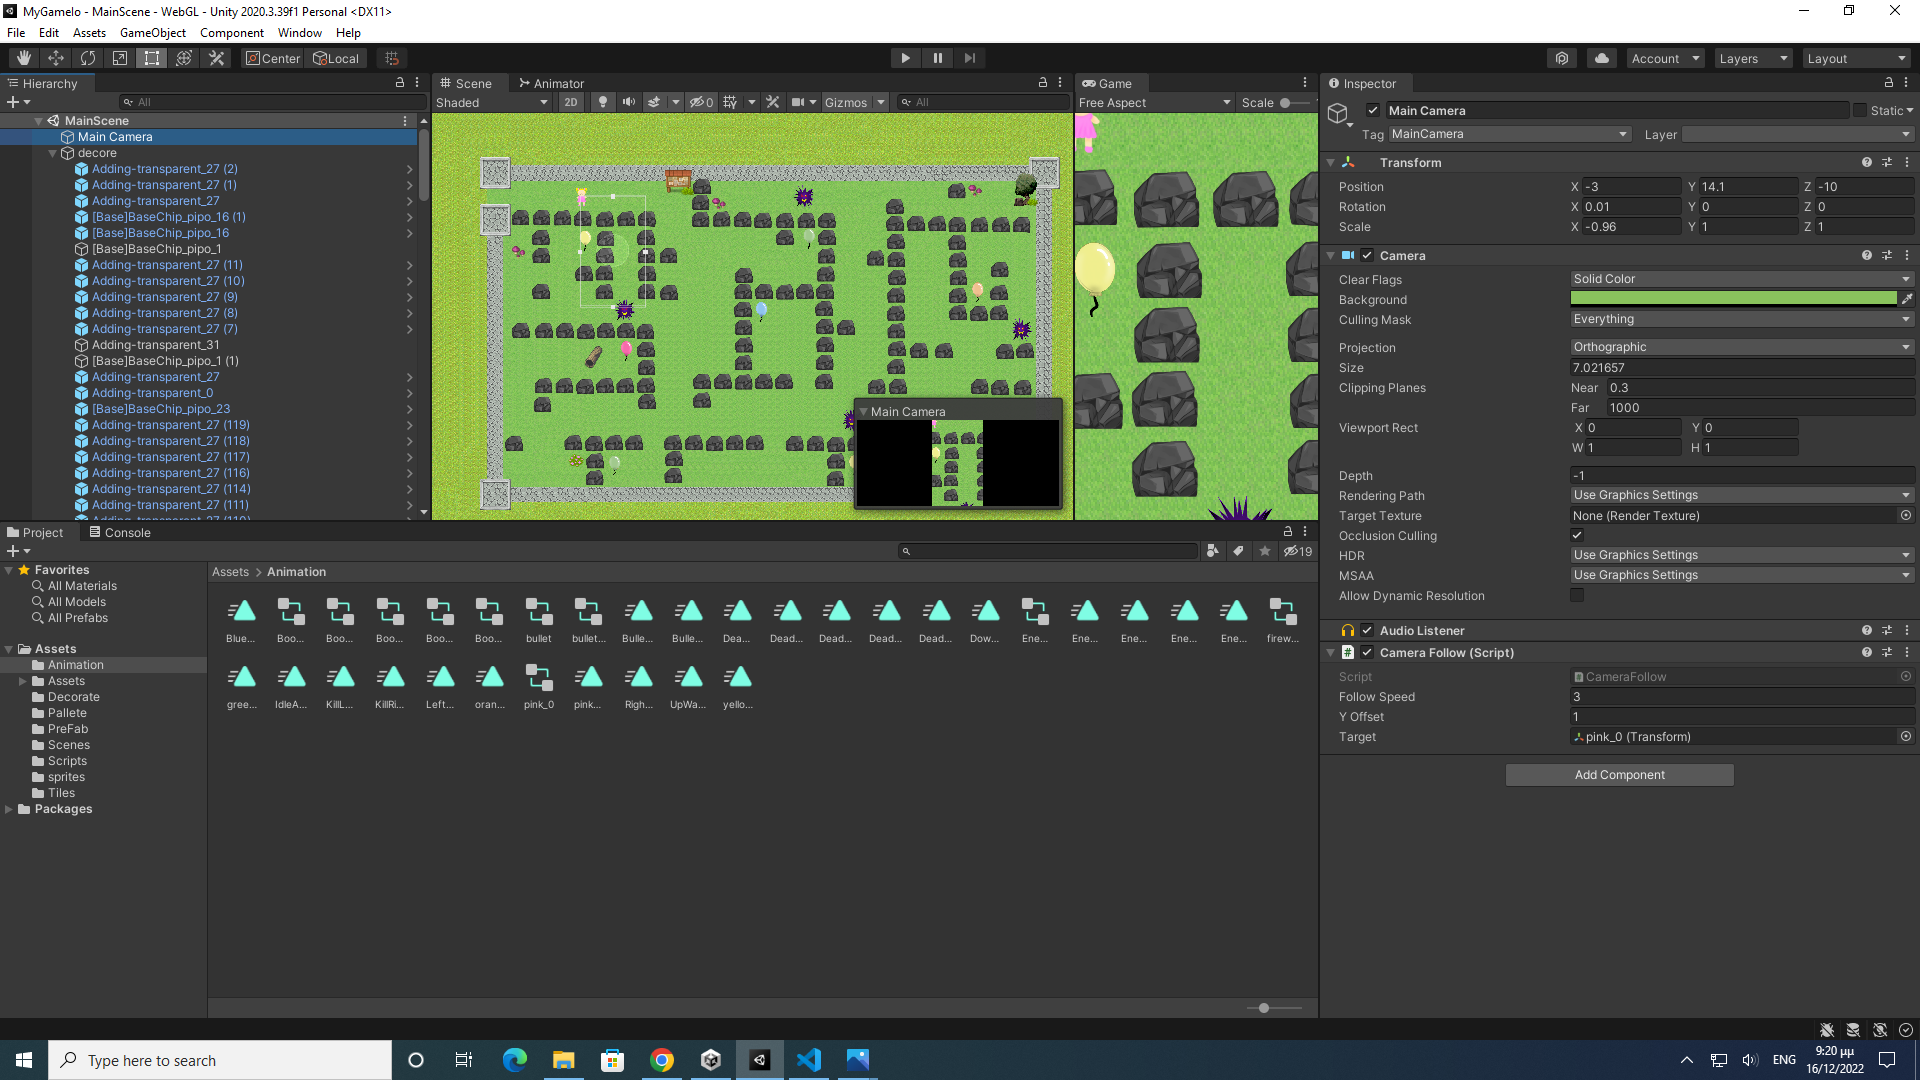 MyGamelo - MainScene - WebGL - Unity 2020.3.39f1 Personal <DX11>
File Edit Assets GameObject Component Window Help
Center Local Account Layers Layout
Hierarchy
All
MainScene
Main Camera
decore
Adding-transparent_27 (2)
Adding-transparent_27 (1)
Adding-transparent_27
[Base]BaseChip_pipo_16 (1)
[Base]BaseChip_pipo_16
[Base]BaseChip_pipo_1
Adding-transparent_27 (11)
Adding-transparent_27 (10)
Adding-transparent_27 (9)
Adding-transparent_27 (8)
Adding-transparent_27 (7)
Adding-transparent_31
[Base]BaseChip_pipo_1 (1)
Adding-transparent_27
Adding-transparent_0
[Base]BaseChip_pipo_23
Adding-transparent_27 (119)
Adding-transparent_27 (118)
Adding-transparent_27 (117)
Adding-transparent_27 (116)
Adding-transparent_27 (114)
Adding-transparent_27 (111)
Scene Animator
Shaded 2D 0 Gizmos All
Main Camera
Game
Free Aspect Scale
Inspector
Main Camera Static
Tag MainCamera Layer
Transform
Position X -3 Y 14.1 Z -10
Rotation X 0.01 Y 0 Z 0
Scale X -0.96 Y 1 Z 1
Camera
Clear Flags Solid Color
Background
Culling Mask Everything
Projection Orthographic
Size 7.021657
Clipping Planes Near 0.3
Far 1000
Viewport Rect X 0 Y 0
W 1 H 1
Depth -1
Rendering Path Use Graphics Settings
Target Texture None (Render Texture)
Occlusion Culling
HDR Use Graphics Settings
MSAA Use Graphics Settings
Allow Dynamic Resolution
Audio Listener
Camera Follow (Script)
Script CameraFollow
Follow Speed 3
Y Offset 1
Target pink_0 (Transform)
Add Component
Project Console
19
Favorites
All Materials
All Models
All Prefabs
Assets
Animation
Assets
Decorate
Pallete
PreFab
Scenes
Scripts
sprites
Tiles
Packages
Assets > Animation
Blue... Boo... Boo... Boo... Boo... Boo... bullet bullet... Bulle... Bulle... Dea... Dead... Dead... Dead... Dead... Dow... Ene... Ene... Ene... Ene... Ene... firew...
gree... IdleA... KillL... KillRi... Left... oran... pink_0 pink... Righ... UpWa... yello...
Type here to search
ENG
9:20 μμ
16/12/2022